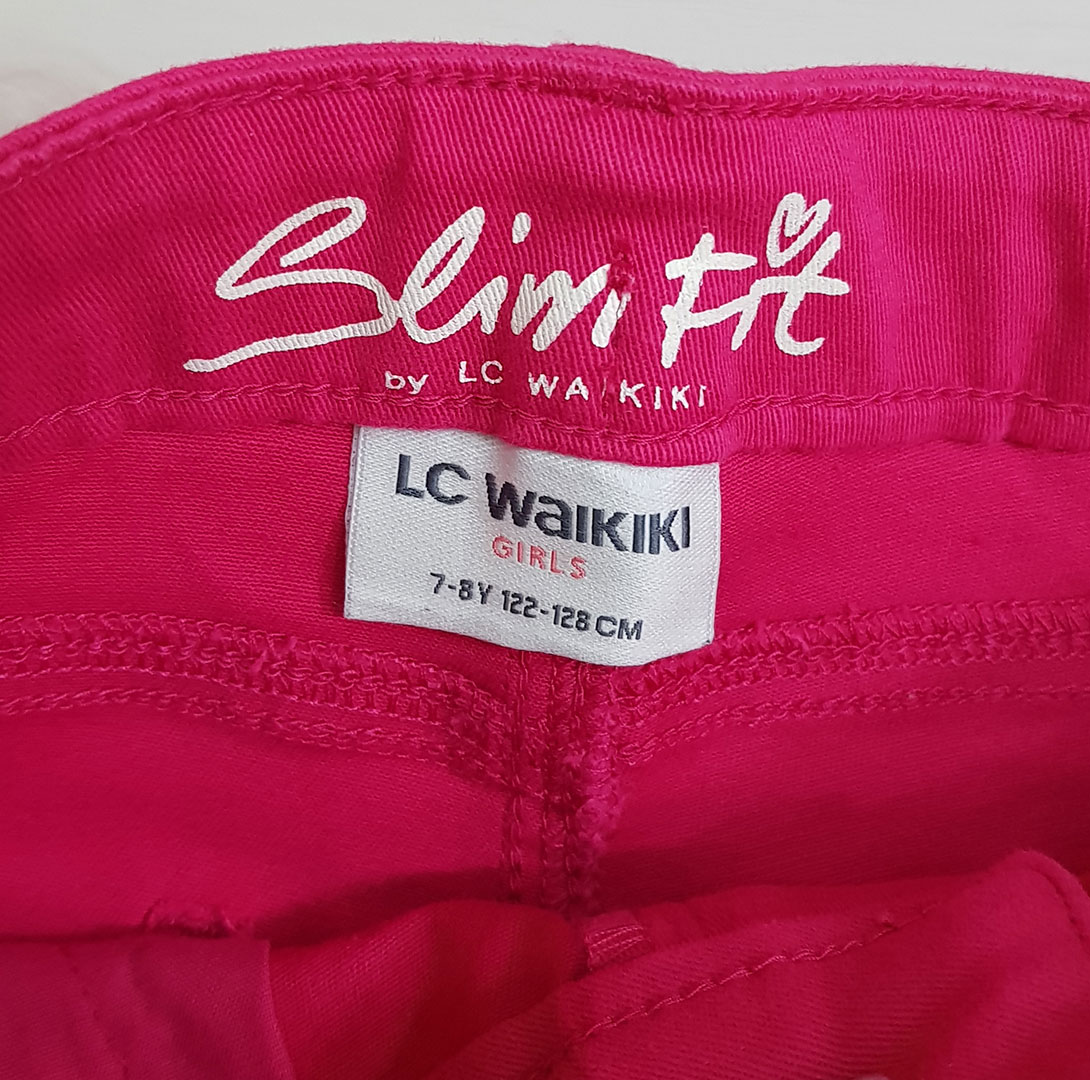 Slim Fit
by LC WAIKIKI
LC WAIKIKI
GIRLS
7-8Y 122-128 CM